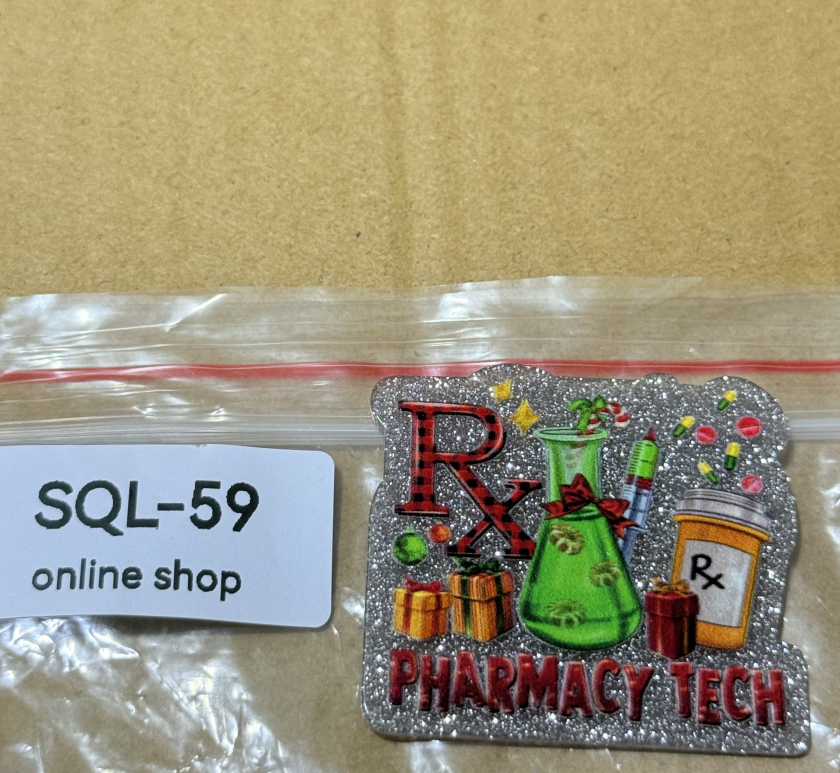 SQL-59
online shop
Rx
Rx
PHARMACY TECH